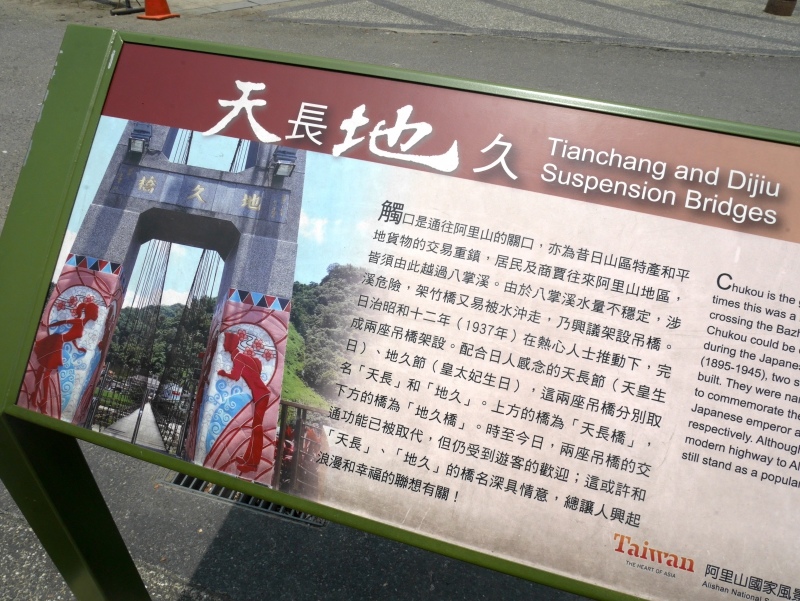 天長地久
Tianchang and Dijiu
Suspension Bridges
橋久地
觸口是通往阿里山的關口，亦為昔日山區特產和平
地貨物的交易重鎮，居民及商賈往來阿里山地區，
皆須由此越過八掌溪。由於八掌溪水量不穩定，涉
溪危險，架竹橋又易被水沖走，乃興議架設吊橋。
日治昭和十二年（1937年）在熱心人士推動下，完
成兩座吊橋架設。配合日人感念的天長節（天皇生
日）、地久節（皇太妃生日），這兩座吊橋分別取
名「天長」和「地久」。上方的橋為「天長橋」，
下方的橋為「地久橋」。時至今日，兩座吊橋的交
通功能已被取代，但仍受到遊客的歡迎；這或許和
「天長」、「地久」的橋名深具情意，總讓人興起
浪漫和幸福的聯想有關！
Chukou is the
times this was a
crossing the
Chukou could be
during the Japanese
(1895-1945), two
built. They were
to commemorate the
Japanese emperor
respectively. Although
modern highway to
still stand as a
Taiwan
THE HEART OF ASIA
阿里山國家風
Alishan National